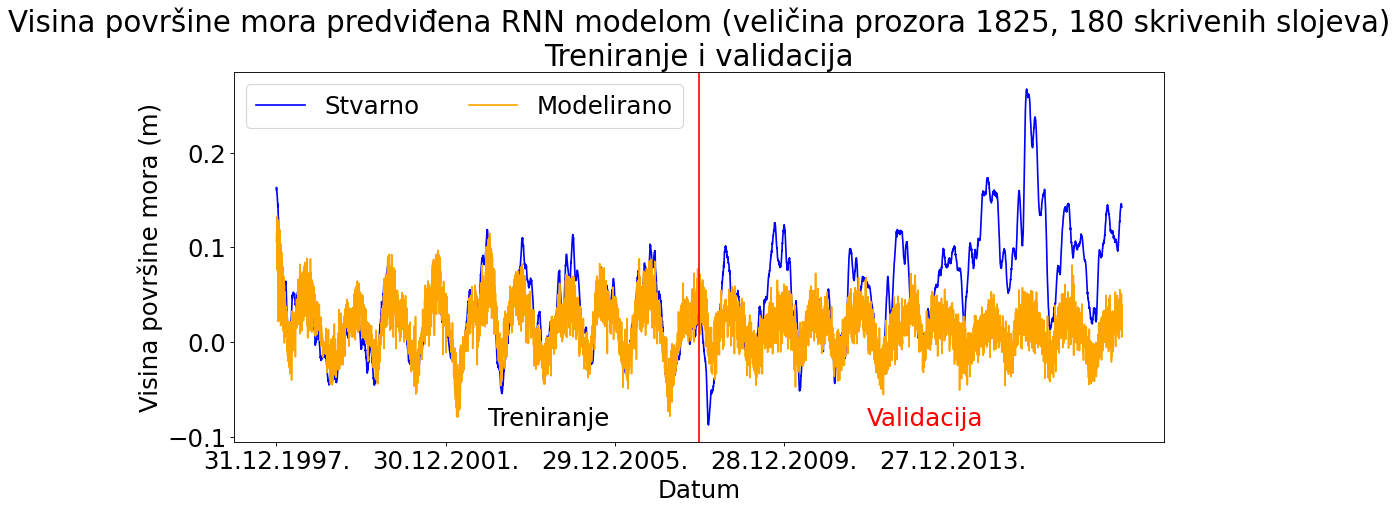 Visina površine mora predviđena RNN modelom (veličina prozora 1825, 180 skrivenih slojeva)
Treniranje i validacija
Stvarno Modelirano
Visina površine mora (m)
0.2
0.1
0.0
−0.1
Treniranje Validacija
31.12.1997. 30.12.2001. 29.12.2005. 28.12.2009. 27.12.2013.
Datum